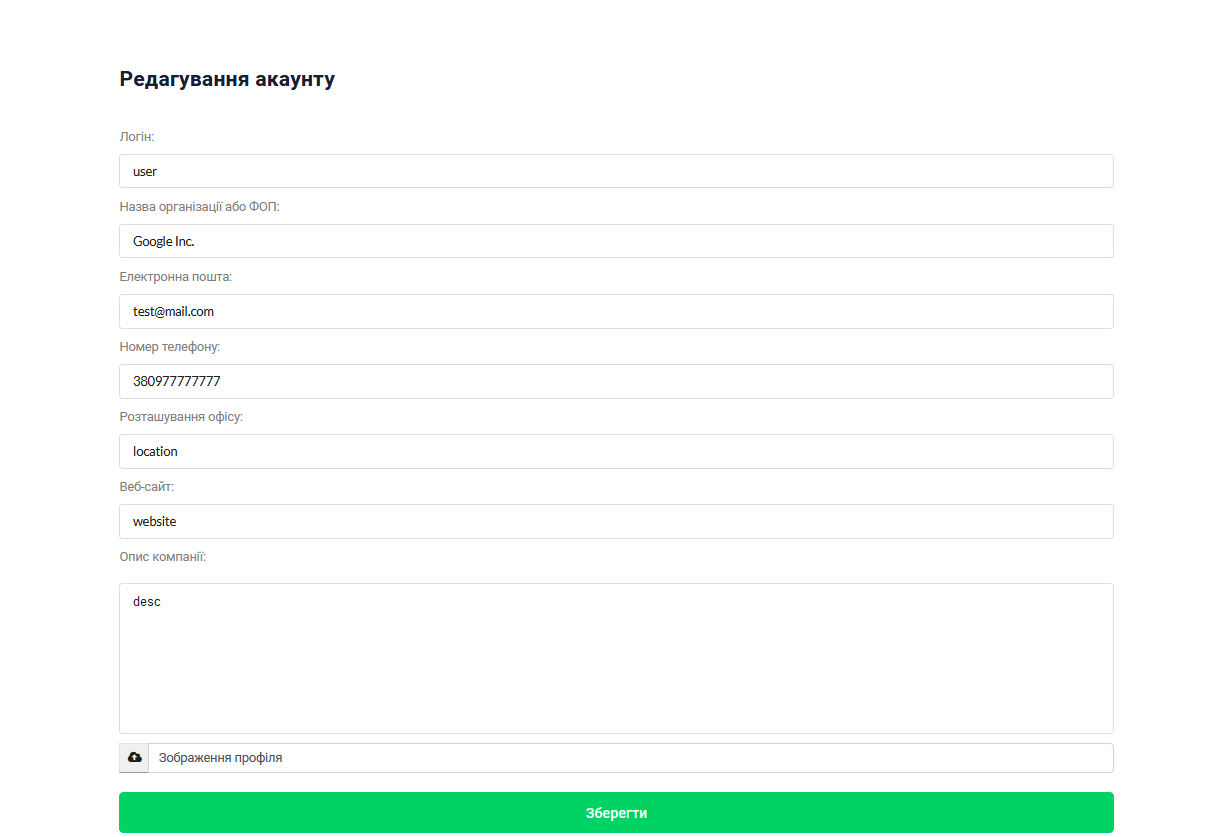 Редагування акаунту
Логін:
user
Назва організації або ФОП:
Google Inc.
Електронна пошта:
test@mail.com
Номер телефону:
380977777777
Розташування офісу:
location
Веб-сайт:
website
Опис компанії:
desc
Зображення профіля
Зберегти